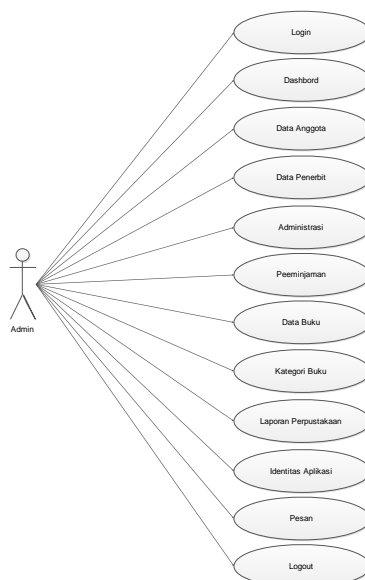 Login
Dashbord
Data Anggota
Data Penerbit
Administrasi
Peeminjaman
Admin
Data Buku
Kategori Buku
Laporan Perpustakaan
Identitas Aplikasi
Pesan
Logout